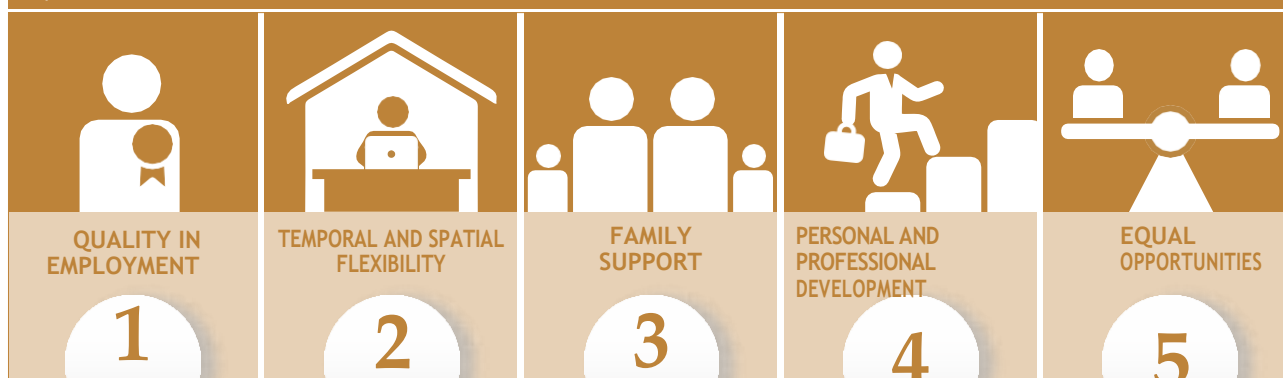 QUALITY IN
EMPLOYMENT
1
TEMPORAL AND SPATIAL
FLEXIBILITY
2
FAMILY
SUPPORT
3
PERSONAL AND
PROFESSIONAL
DEVELOPMENT
4
EQUAL
OPPORTUNITIES
5